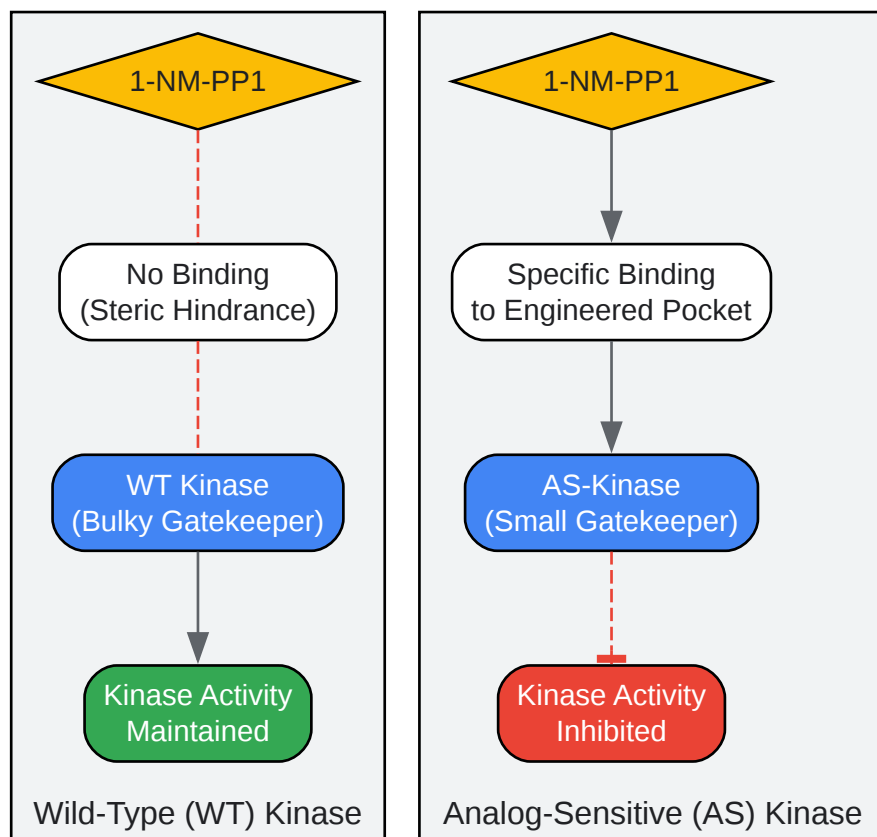 1-NM-PP1
No Binding
(Steric Hindrance)
WT Kinase
(Bulky Gatekeeper)
Kinase Activity
Maintained
Wild-Type (WT) Kinase
1-NM-PP1
Specific Binding
to Engineered Pocket
AS-Kinase
(Small Gatekeeper)
Kinase Activity
Inhibited
Analog-Sensitive (AS) Kinase